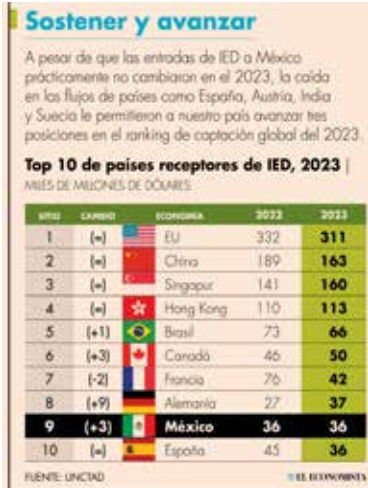 Sostener y avanzar
A pesar de que las entradas de IED a México
prácticamente no cambiaron en el 2023, la caída
en los flujos de países como España, Austria, India
y Suecia le permitieron a nuestro país avanzar tres
posiciones en el ranking de captación global del 2023.
Top 10 de países receptores de IED, 2023 |
MILES DE MILLONES DE DÓLARES
SITIO CAMBIO ECONOMÍA 2022 2023
1 (=) EU 332 311
2 (=) China 189 163
3 (=) Singapur 141 160
4 (=) Hong Kong 110 113
5 (+1) Brasil 73 66
6 (+3) Canadá 46 50
7 (-2) Francia 76 42
8 (+9) Alemania 27 37
9 (+3) México 36 36
10 (=) España 45 36
FUENTE: UNCTAD
EL ECONOMISTA